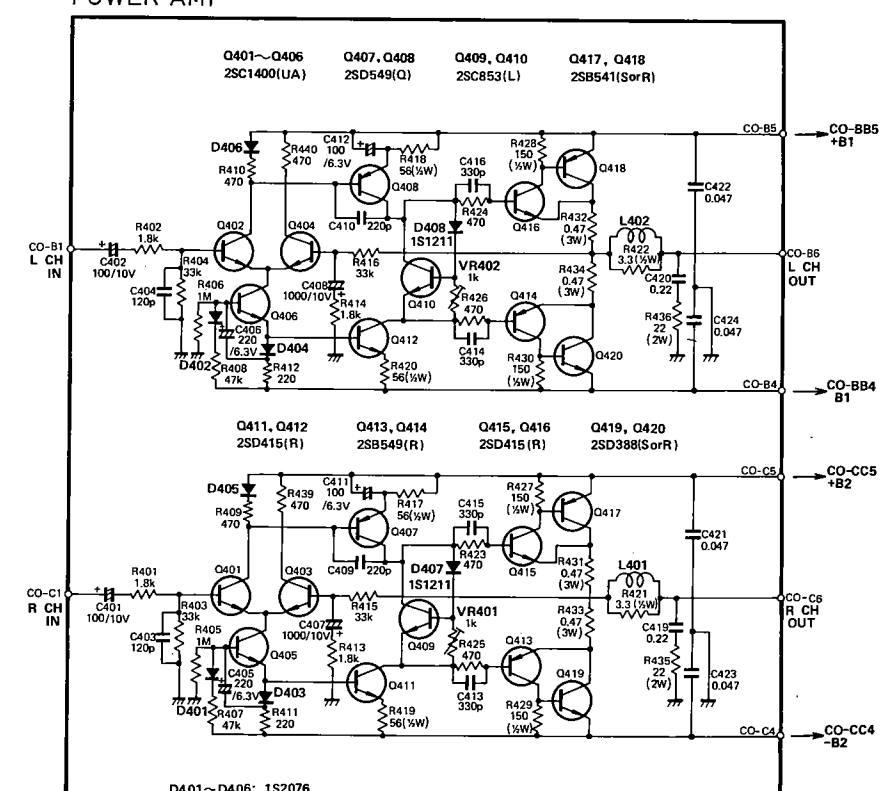 POWER AMP
Q401~Q406
2SC1400(UA)
Q407, Q408
2SD549(Q)
Q409, Q410
2SC853(L)
Q417, Q418
2SB541(SorR)
CO-B5
CO-BB5
+B1
D406
R410
470
R440
470
C412
100
/6.3V
R418
56(½W)
Q408
C410
220p
C416
330p
R424
470
R428
150
(½W)
Q418
Q416
D408
1S1211
R432
0.47
(3W)
L402
R422
3.3 (½W)
C422
0.047
CO-B1
L CH
IN
C402
100/10V
R402
1.8k
R404
33k
C404
120p
Q402
Q404
R406
1M
Q406
C406
220
/6.3V
D402
R408
47k
D404
R412
220
R416
33k
C408
1000/10V
R414
1.8k
Q412
R420
56(½W)
Q410
VR402
1k
R426
470
C414
330p
Q414
R430
150
(½W)
R434
0.47
(3W)
Q420
C420
0.22
R436
22
(2W)
C424
0.047
CO-B6
L CH
OUT
CO-B4
CO-BB4
B1
Q411, Q412
2SD415(R)
Q413, Q414
2SB549(R)
Q415, Q416
2SD415(R)
Q419, Q420
2SD388(SorR)
CO-C5
CO-CC5
+B2
D405
R409
470
R439
470
C411
100
/6.3V
R417
56(½W)
Q407
C409
220p
C415
330p
R423
470
R427
150
(½W)
Q417
Q415
D407
1S1211
R431
0.47
(3W)
L401
R421
3.3 (½W)
C421
0.047
CO-C1
R CH
IN
C401
100/10V
R401
1.8k
R403
33k
C403
120p
Q401
Q403
R405
1M
Q405
C405
220
/6.3V
D401
R407
47k
D403
R411
220
R415
33k
C407
1000/10V
R413
1.8k
Q411
R419
56(½W)
Q409
VR401
1k
R425
470
C413
330p
Q413
R429
150
(½W)
R433
0.47
(3W)
Q419
C419
0.22
R435
22
(2W)
C423
0.047
CO-C6
R CH
OUT
CO-C4
CO-CC4
-B2
D401~D406: 1S2076